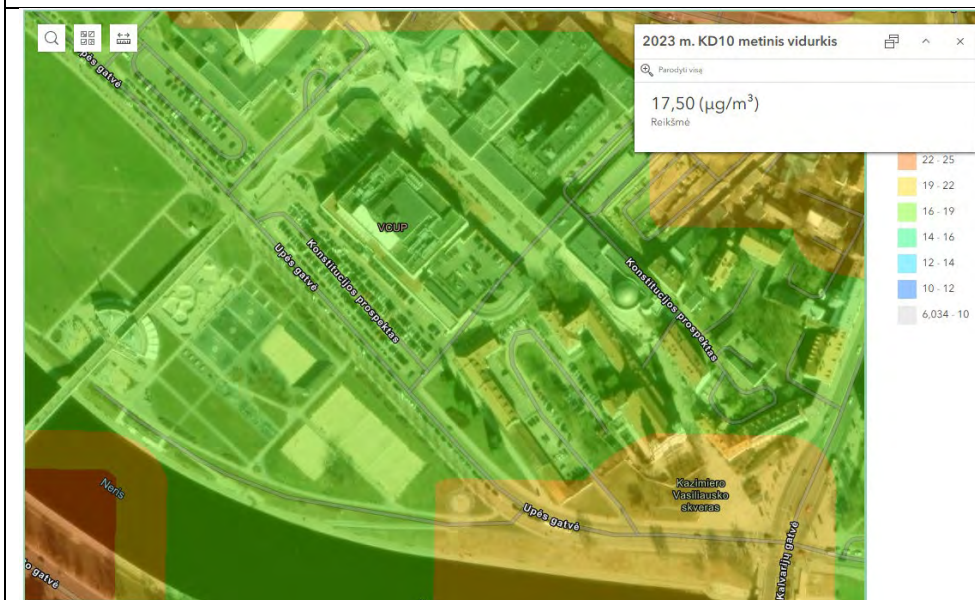 2023 m. KD10 metinis vidurkis
Parodyti visą
17,50 (µg/m³)
Reikšmė
22 - 25
19 - 22
16 - 19
14 - 16
12 - 14
10 - 12
6,034 - 10
Upės gatvė
VCUP
Konstitucijos prospektas
Upės gatvė
Konstitucijos prospektas
Neris
Kazimiero
Vasiliausko
skveras
Upės gatvė
Kalvarijų gatvė
gatvė